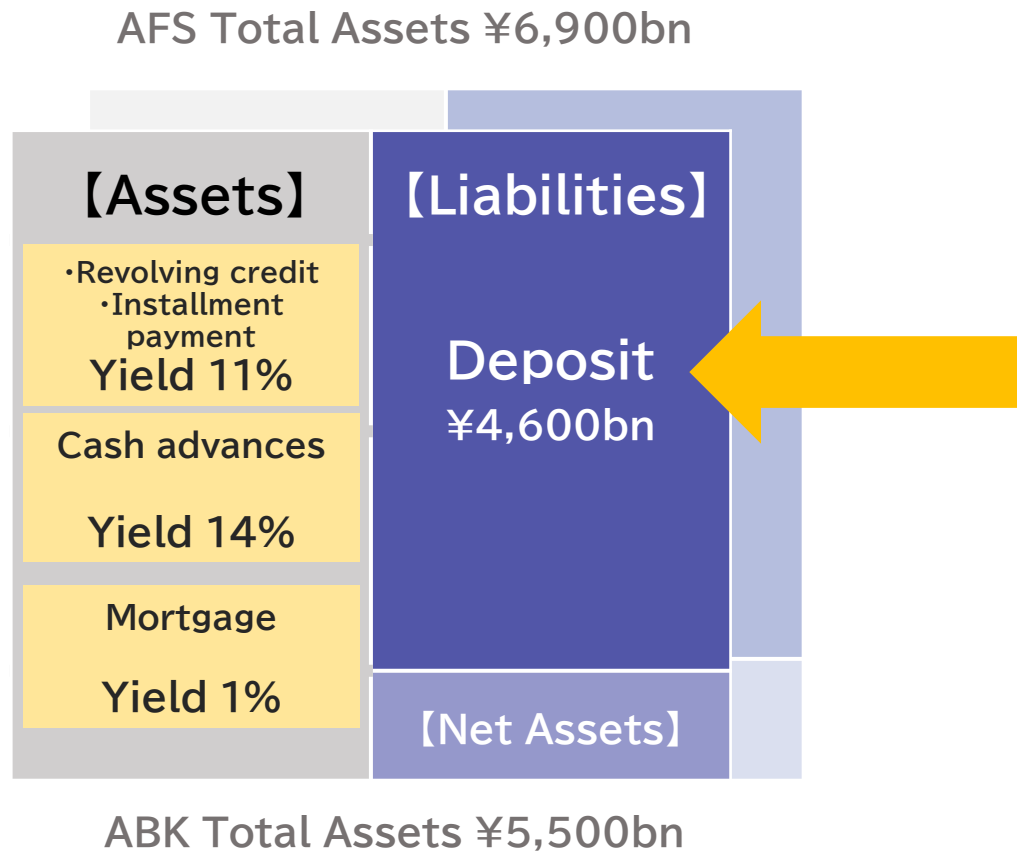 AFS Total Assets ¥6,900bn
【Assets】
・Revolving credit
・Installment
payment
Yield 11%
Cash advances
Yield 14%
Mortgage
Yield 1%
【Liabilities】
Deposit
¥4,600bn
【Net Assets】
ABK Total Assets ¥5,500bn